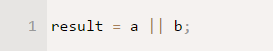 1 result = a || b;